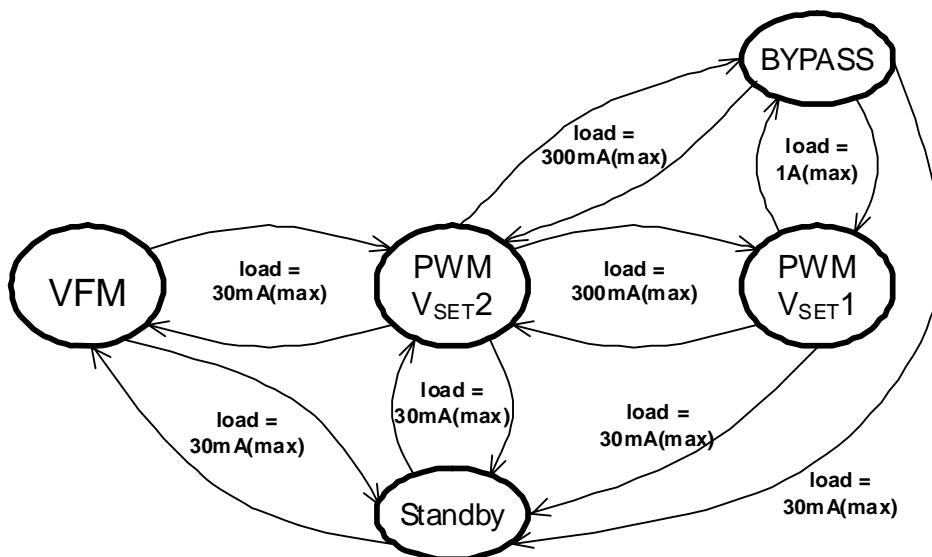 BYPASS
load =
300mA(max)
load =
1A(max)
VFM
load =
30mA(max)
PWM
VSET2
load =
300mA(max)
PWM
VSET1
load =
30mA(max)
load =
30mA(max)
load =
30mA(max)
load =
30mA(max)
Standby